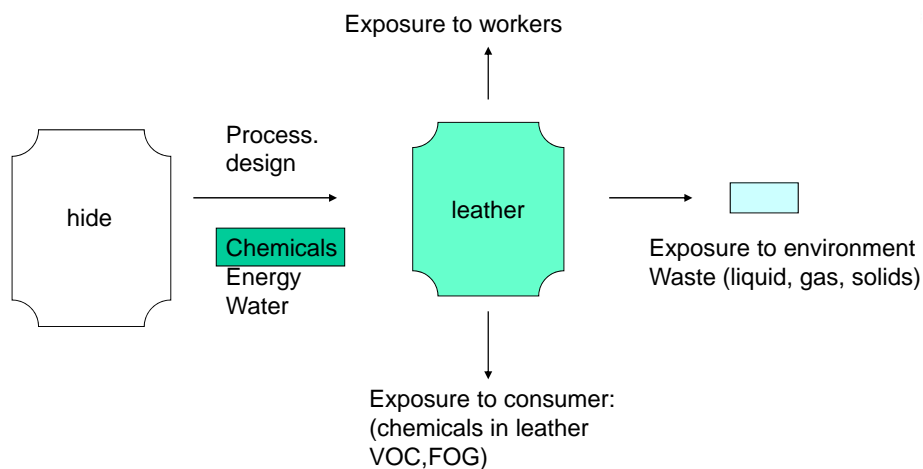 Exposure to workers
Process.
design
hide
leather
Chemicals
Energy
Water
Exposure to environment
Waste (liquid, gas, solids)
Exposure to consumer:
(chemicals in leather
VOC,FOG)